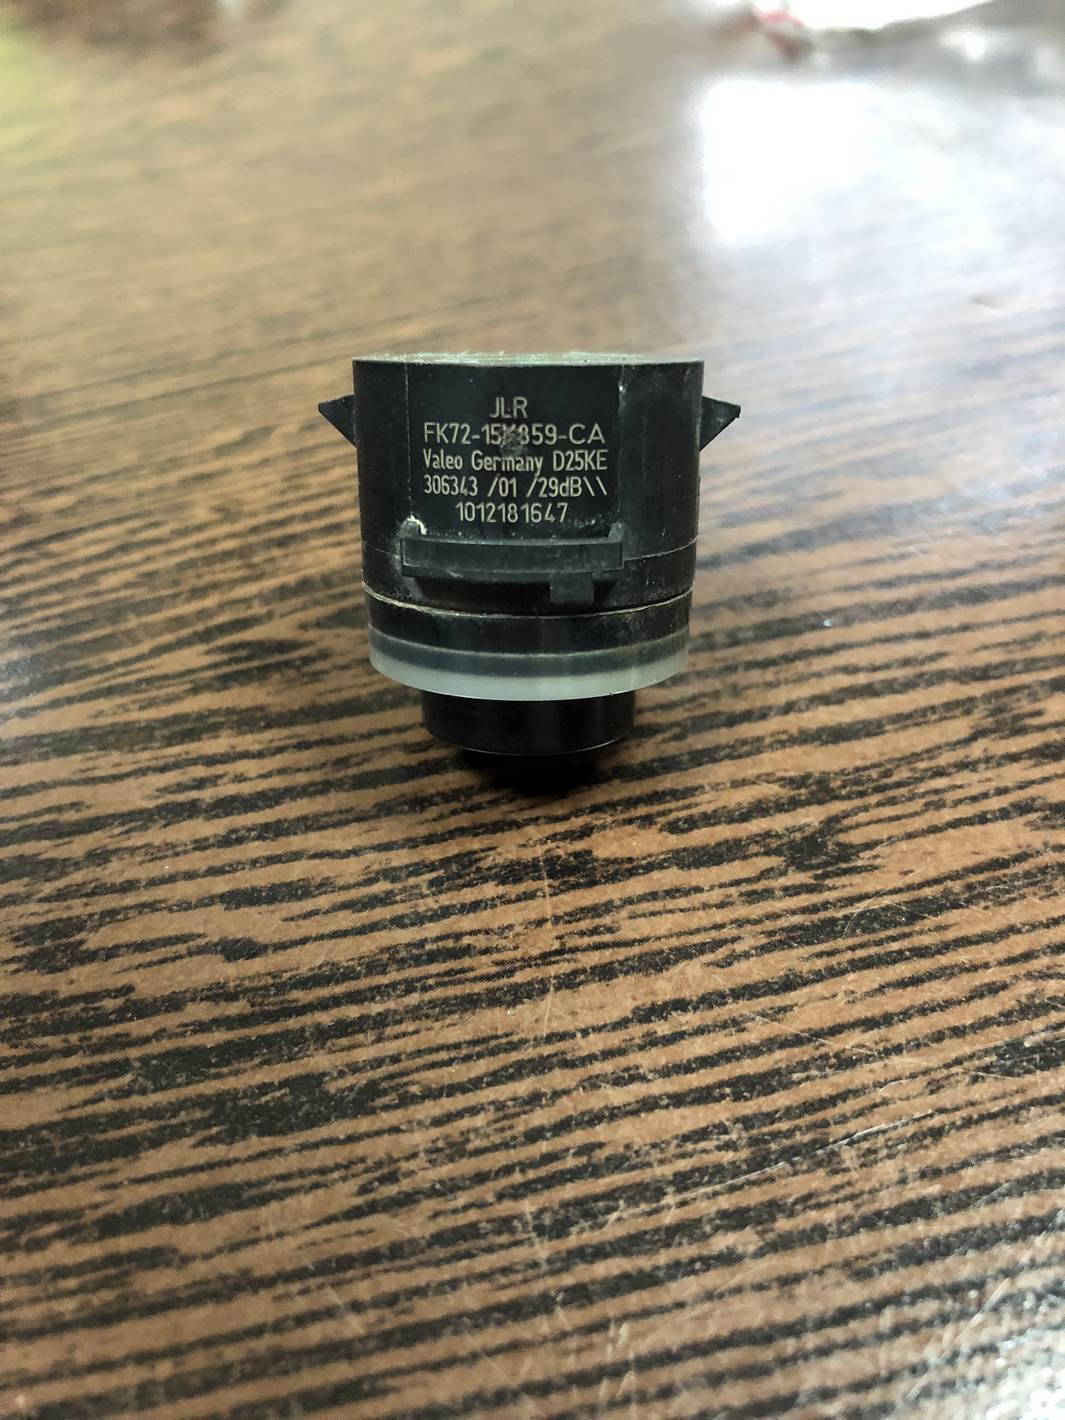 JLR
FK72-15K859-CA
Valeo Germany D25KE
306343 /01 /29dB\\
1012181647